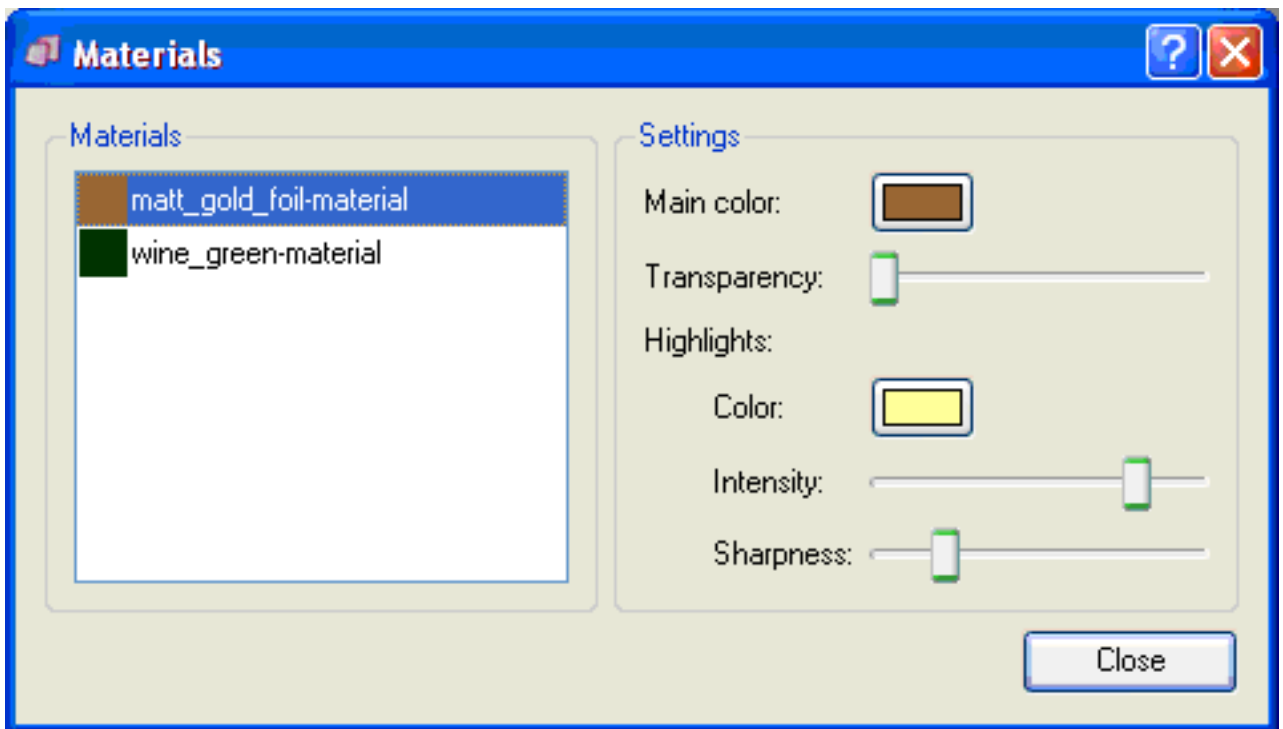 Materials
Materials
matt_gold_foil-material
wine_green-material
Settings
Main color:
Transparency:
Highlights:
Color:
Intensity:
Sharpness:
Close